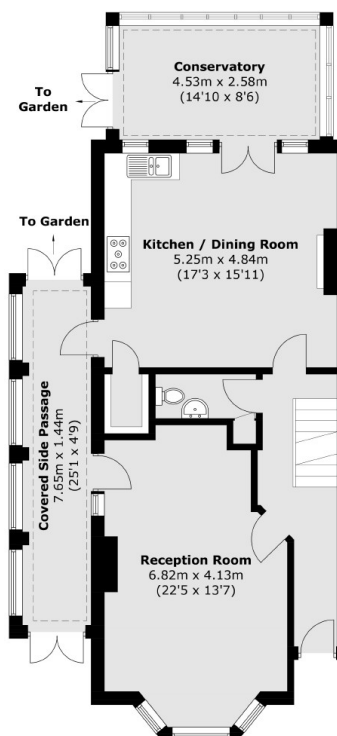 Conservatory
4.53m x 2.58m
(14'10 x 8'6)
To
Garden
To Garden
Kitchen / Dining Room
5.25m x 4.84m
(17'3 x 15'11)
Covered Side Passage
7.65m x 1.44m
(25'1 x 4'9)
Reception Room
6.82m x 4.13m
(22'5 x 13'7)